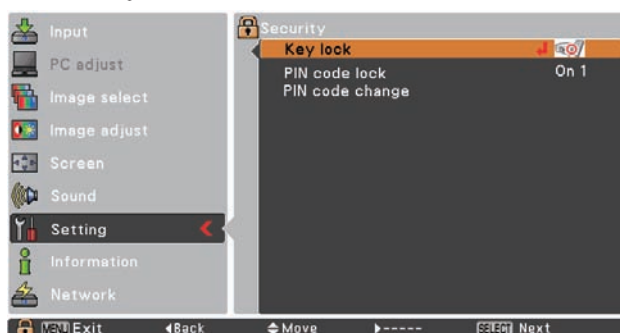 Input
PC adjust
Image select
Image adjust
Screen
Sound
Setting
Information
Network
Security
Key lock
PIN code lock On 1
PIN code change
MENU Exit ◀Back Move ▶----- SELECT Next